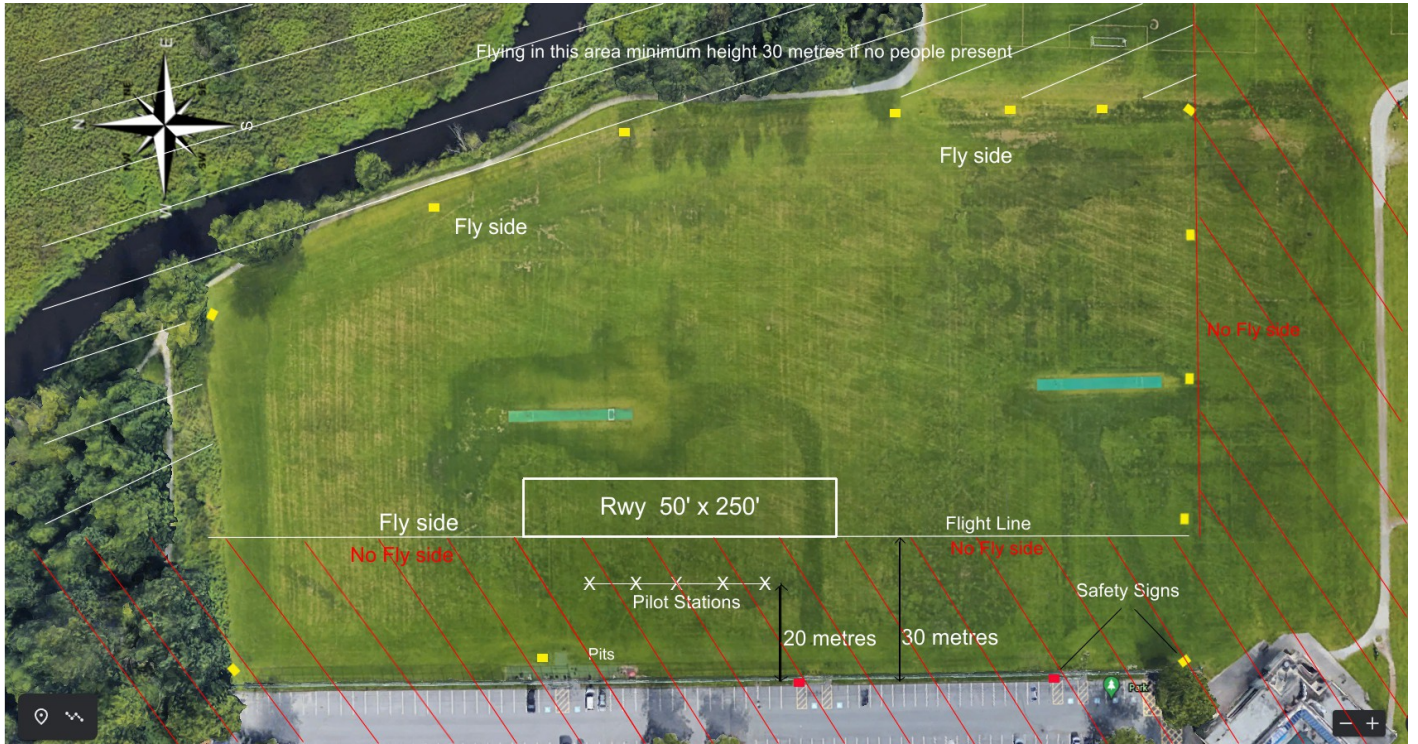 Flying in this area minimum height 30 metres if no people present
E
N
S
W
Fly side
Fly side
No Fly side
Rwy 50' x 250'
Fly side
Flight Line
No Fly side
No Fly side
X X X X X
Pilot Stations
Safety Signs
20 metres
30 metres
Pits
Park